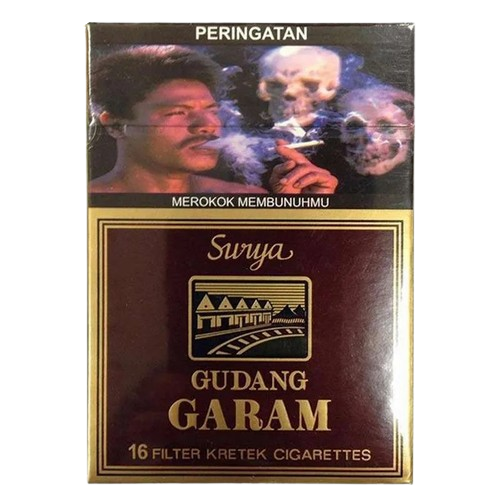 PERINGATAN
MEROKOK MEMBUNUHMU
Surya
GUDANG
GARAM
16 FILTER KRETEK CIGARETTES